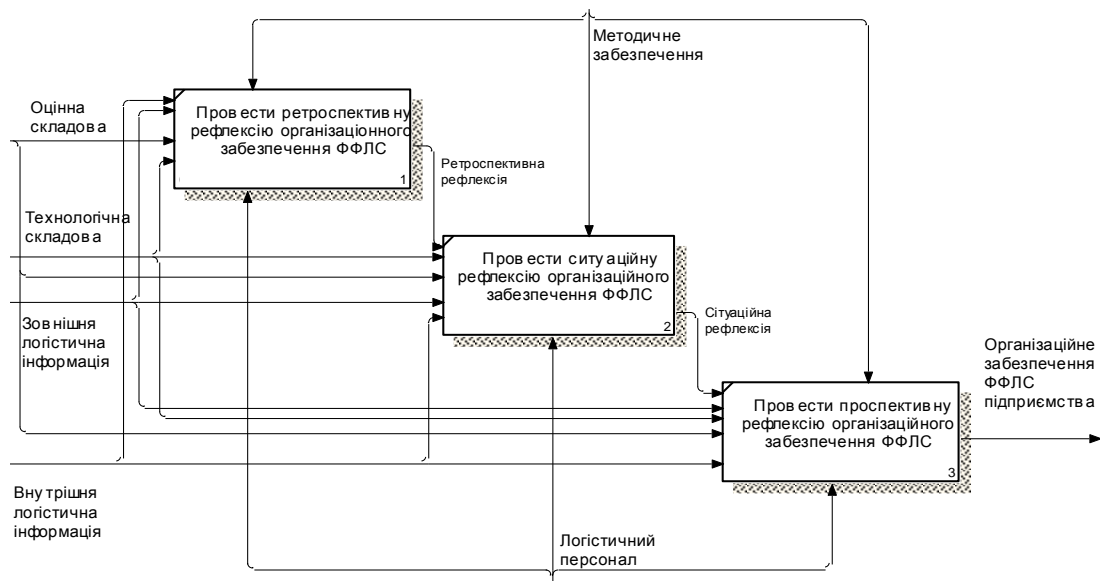 Методичне
забезпечення
Оцінна
складова
Провести ретроспективну
рефлексію організаціонного
забезпечення ФФЛС
1
Ретроспективна
рефлексія
Технологічна
складова
Провести ситуаційну
рефлексію організаційного
забезпечення ФФЛС
2
Сітуаційна
рефлексія
Зовнішня
логістична
інформація
Організаційне
забезпечення
ФФЛС
підприємства
Провести проспективну
рефлексію організаційного
забезпечення ФФЛС
3
Внутрішня
логістична
інформація
Логістичний
персонал